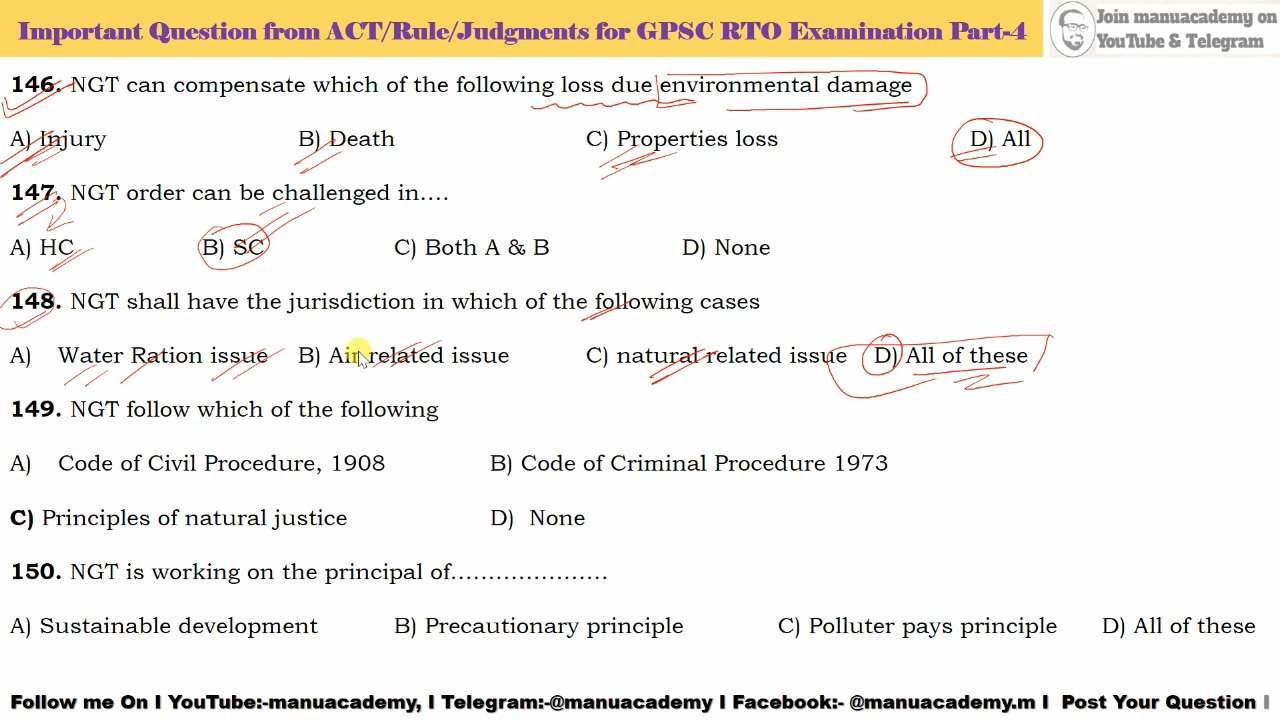 Important Question from ACT/Rule/Judgments for GPSC RTO Examination Part-4
Join manuacademy on
YouTube & Telegram
146. NGT can compensate which of the following loss due environmental damage
A) Injury B) Death C) Properties loss D) All
147. NGT order can be challenged in....
A) HC B) SC C) Both A & B D) None
148. NGT shall have the jurisdiction in which of the following cases
A) Water Ration issue B) Air related issue C) natural related issue D) All of these
149. NGT follow which of the following
A) Code of Civil Procedure, 1908 B) Code of Criminal Procedure 1973
C) Principles of natural justice D) None
150. NGT is working on the principal of.....................
A) Sustainable development B) Precautionary principle C) Polluter pays principle D) All of these
Follow me On I YouTube:-manuacademy, I Telegram:-@manuacademy I Facebook:- @manuacademy.m I Post Your Question I